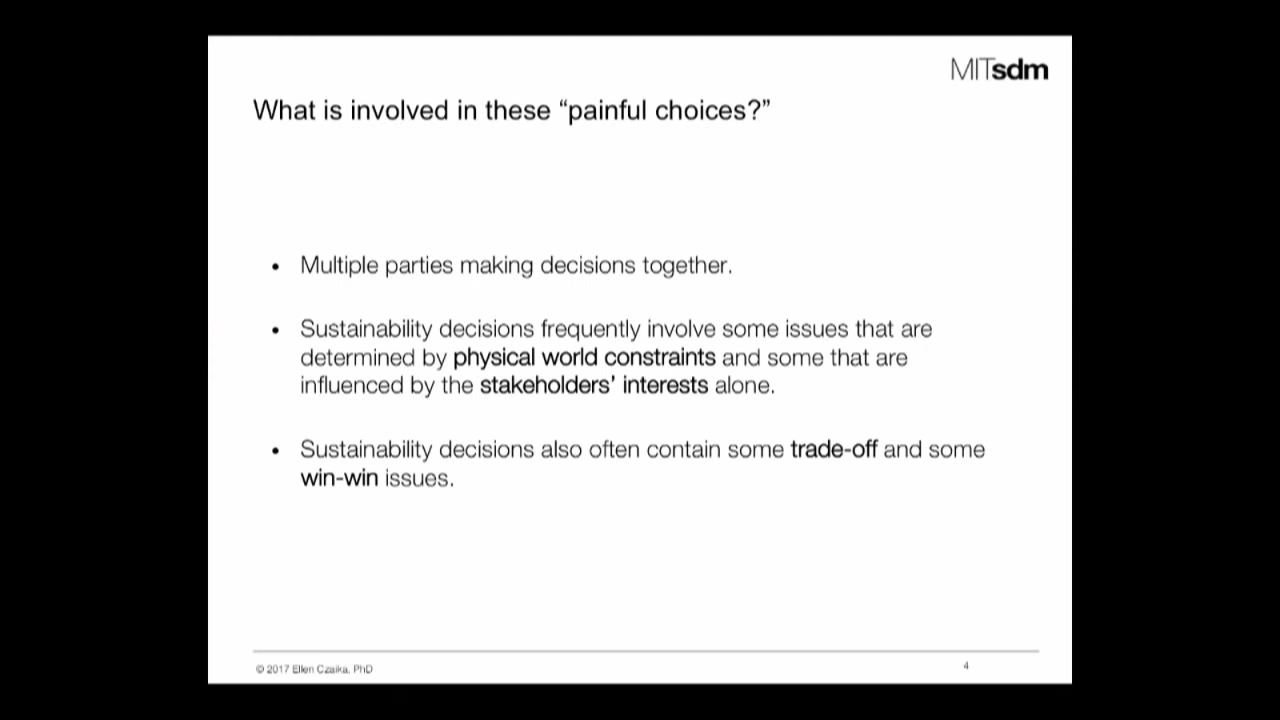 MITsdm
What is involved in these “painful choices?”
• Multiple parties making decisions together.
• Sustainability decisions frequently involve some issues that are
determined by physical world constraints and some that are
influenced by the stakeholders’ interests alone.
• Sustainability decisions also often contain some trade-off and some
win-win issues.
© 2017 Ellen Czaika, PhD
4